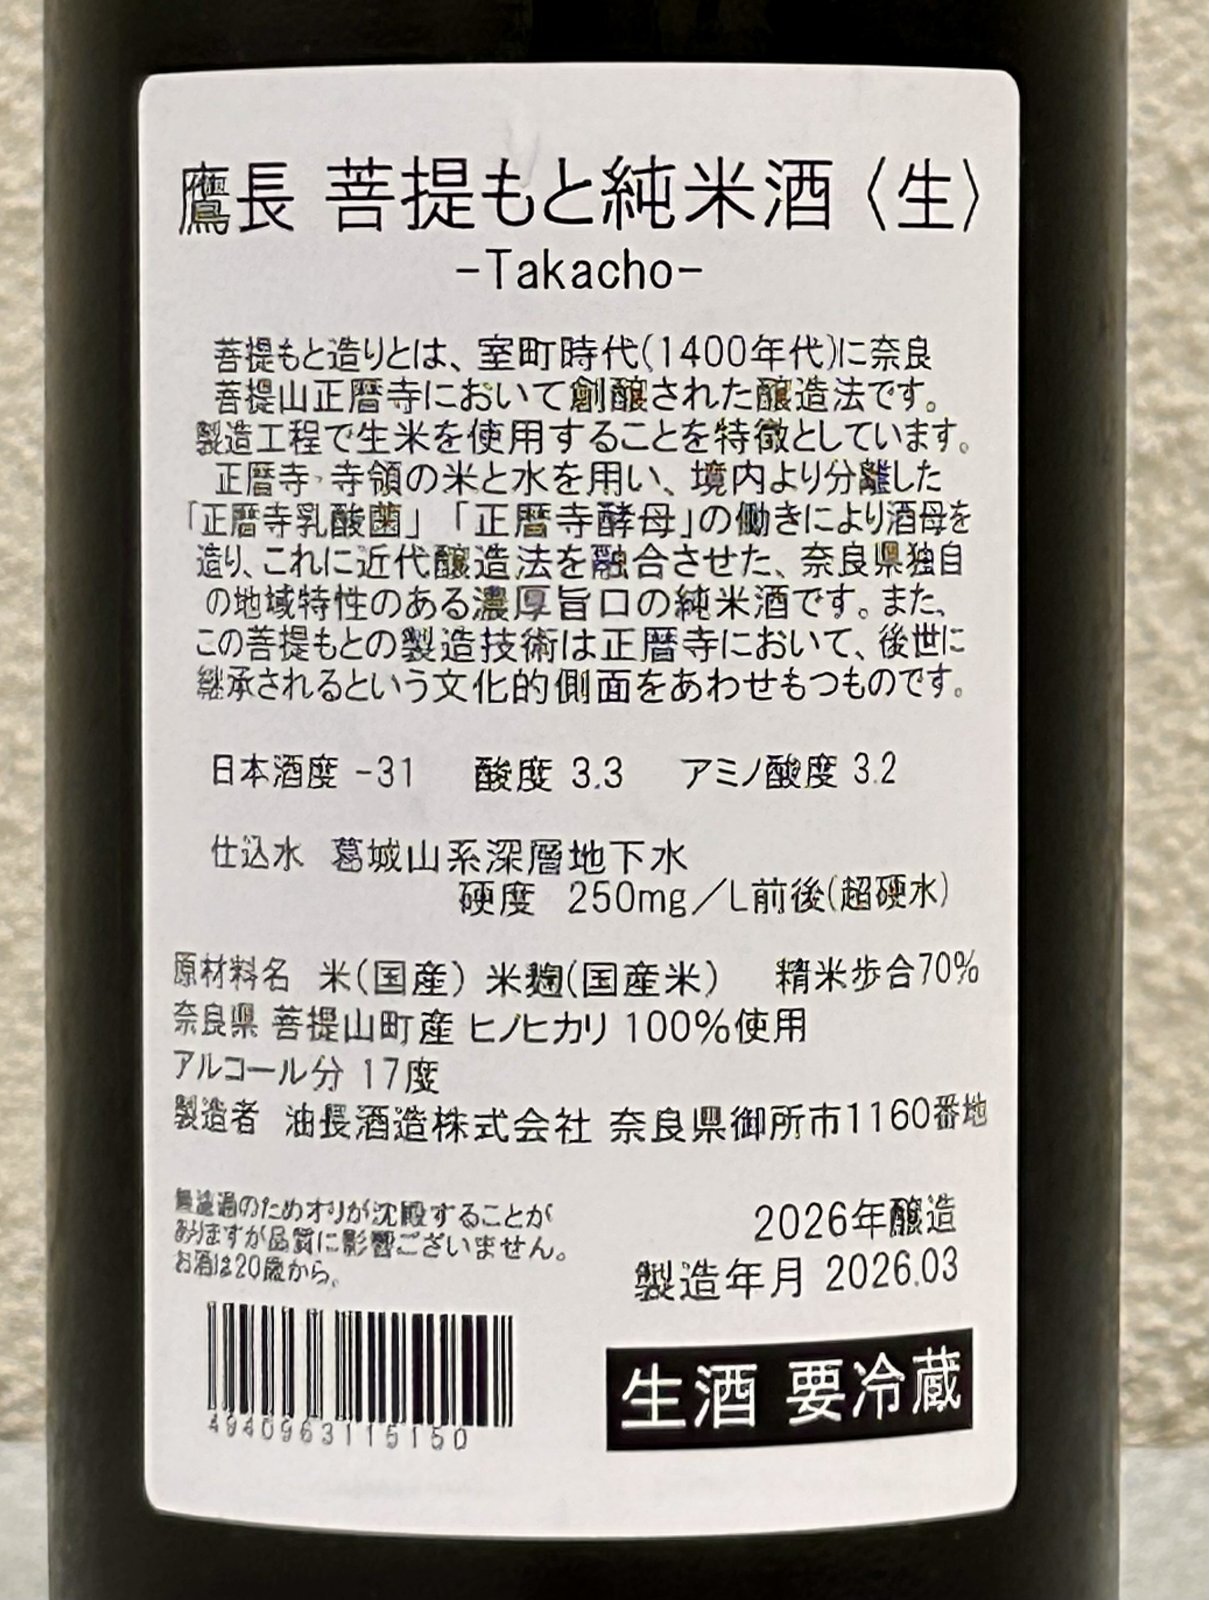 鷹長 菩提もと純米酒〈生〉
-Takacho-
菩提もと造りとは、室町時代(1400年代)に奈良
菩提山正暦寺において創醸された醸造法です。
製造工程で生米を使用することを特徴としています。
正暦寺・寺領の米と水を用い、境内より分離した
「正暦寺乳酸菌」「正暦寺酵母」の働きにより酒母を
造り、これに近代醸造法を融合させた、奈良県独自
の地域特性のある濃厚旨口の純米酒です。また、
この菩提もとの製造技術は正暦寺において、後世に
継承されるという文化的側面をあわせもつものです。
日本酒度 -31 酸度 3.3 アミノ酸度 3.2
仕込水 葛城山系深層地下水
硬度 250mg/L前後(超硬水)
原材料名 米(国産) 米麹(国産米) 精米歩合70%
奈良県 菩提山町産 ヒノヒカリ 100%使用
アルコール分 17度
製造者 油長酒造株式会社 奈良県御所市1160番地
無濾過のためオリが沈殿することが
ありますが品質に影響ございません。
お酒は20歳から。
2026年醸造
製造年月 2026.03
4940963115150
生酒 要冷蔵